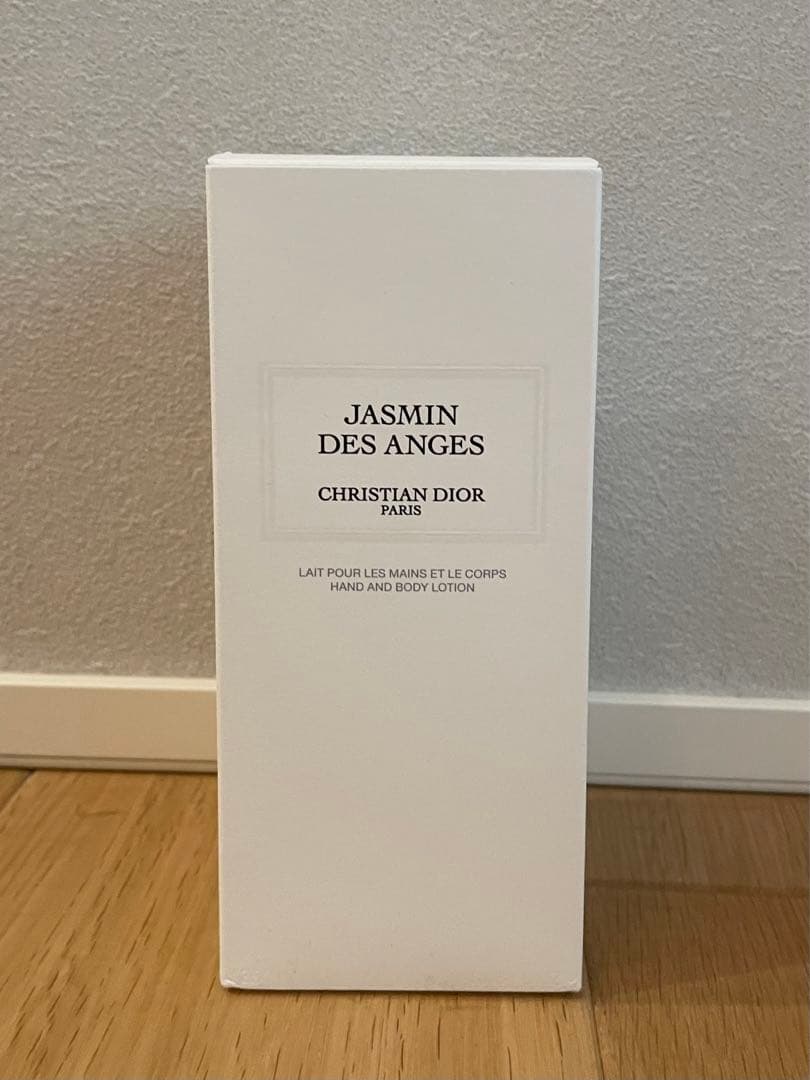 JASMIN
DES ANGES
CHRISTIAN DIOR
PARIS
LAIT POUR LES MAINS ET LE CORPS
HAND AND BODY LOTION